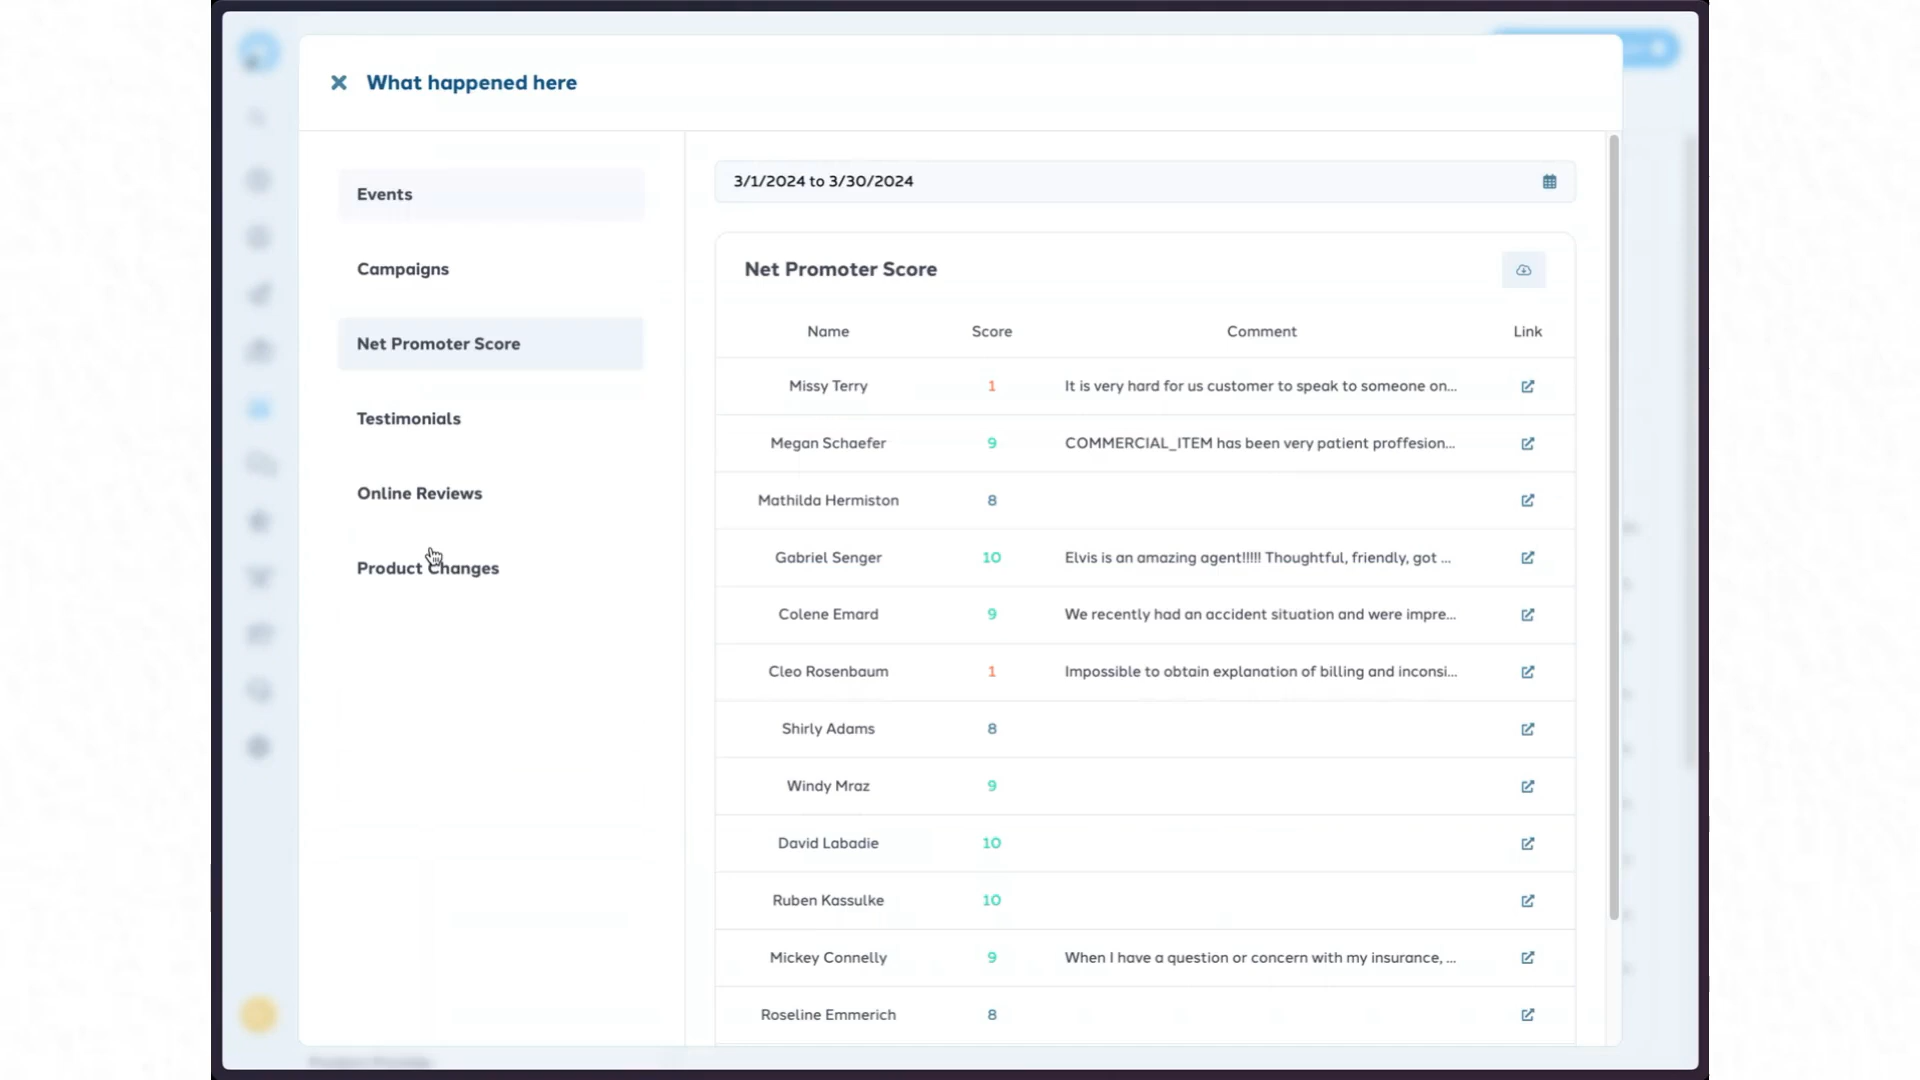 What happened here
Events
Campaigns
Net Promoter Score
Testimonials
Online Reviews
Product Changes
3/1/2024 to 3/30/2024
Net Promoter Score
Name Score Comment Link
Missy Terry 1 It is very hard for us customer to speak to someone on...
Megan Schaefer 9 COMMERCIAL_ITEM has been very patient proffesion...
Mathilda Hermiston 8
Gabriel Senger 10 Elvis is an amazing agent!!!!! Thoughtful, friendly, got ...
Colene Emard 9 We recently had an accident situation and were impre...
Cleo Rosenbaum 1 Impossible to obtain explanation of billing and inconsi...
Shirly Adams 8
Windy Mraz 9
David Labadie 10
Ruben Kassulke 10
Mickey Connelly 9 When I have a question or concern with my insurance, ...
Roseline Emmerich 8